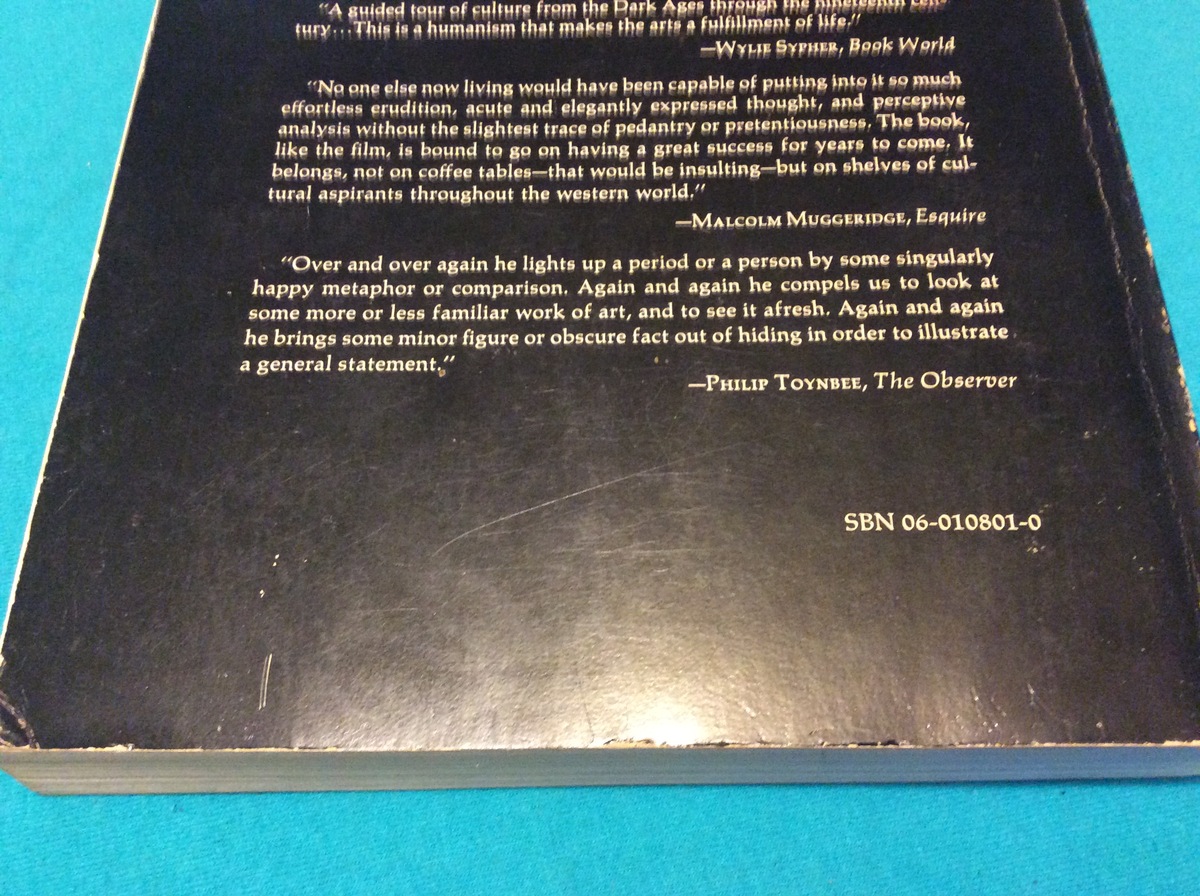 “A guided tour of culture from the Dark Ages through the nineteenth cen-
tury...This is a humanism that makes the arts a fulfillment of life.”
—WYLIE SYPHER, Book World
“No one else now living would have been capable of putting into it so much
effortless erudition, acute and elegantly expressed thought, and perceptive
analysis without the slightest trace of pedantry or pretentiousness. The book,
like the film, is bound to go on having a great success for years to come. It
belongs, not on coffee tables—that would be insulting—but on shelves of cul-
tural aspirants throughout the western world.”
—MALCOLM MUGGERIDGE, Esquire
“Over and over again he lights up a period or a person by some singularly
happy metaphor or comparison. Again and again he compels us to look at
some more or less familiar work of art, and to see it afresh. Again and again
he brings some minor figure or obscure fact out of hiding in order to illustrate
a general statement.”
—PHILIP TOYNBEE, The Observer
SBN 06-010801-0